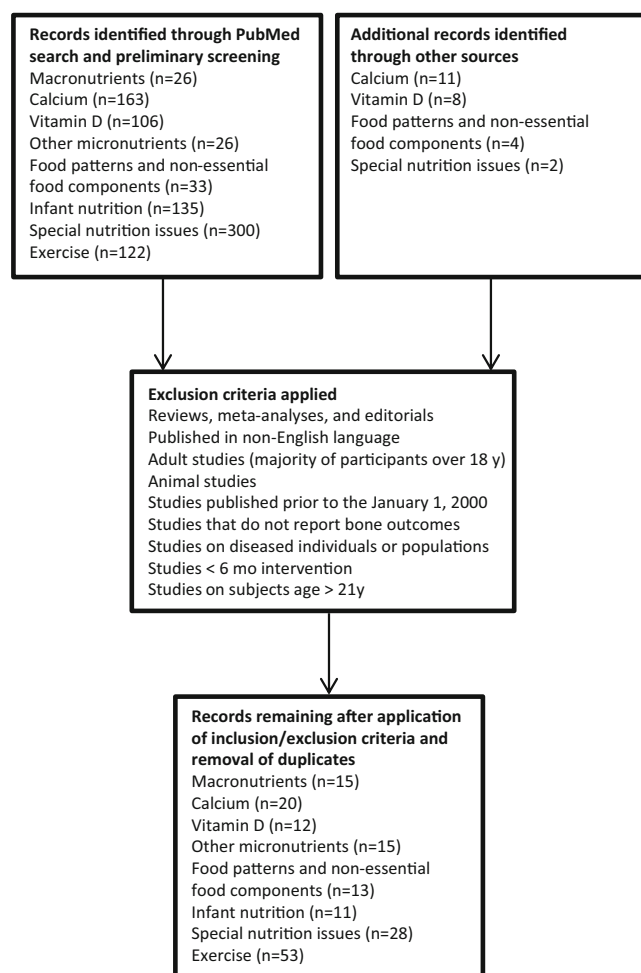 Records identified through PubMed
search and preliminary screening
Macronutrients (n=26)
Calcium (n=163)
Vitamin D (n=106)
Other micronutrients (n=26)
Food patterns and non-essential
food components (n=33)
Infant nutrition (n=135)
Special nutrition issues (n=300)
Exercise (n=122)
Additional records identified
through other sources
Calcium (n=11)
Vitamin D (n=8)
Food patterns and non-essential
food components (n=4)
Special nutrition issues (n=2)
Exclusion criteria applied
Reviews, meta-analyses, and editorials
Published in non-English language
Adult studies (majority of participants over 18 y)
Animal studies
Studies published prior to the January 1, 2000
Studies that do not report bone outcomes
Studies on diseased individuals or populations
Studies < 6 mo intervention
Studies on subjects age > 21y
Records remaining after application
of inclusion/exclusion criteria and
removal of duplicates
Macronutrients (n=15)
Calcium (n=20)
Vitamin D (n=12)
Other micronutrients (n=15)
Food patterns and non-essential
food components (n=13)
Infant nutrition (n=11)
Special nutrition issues (n=28)
Exercise (n=53)